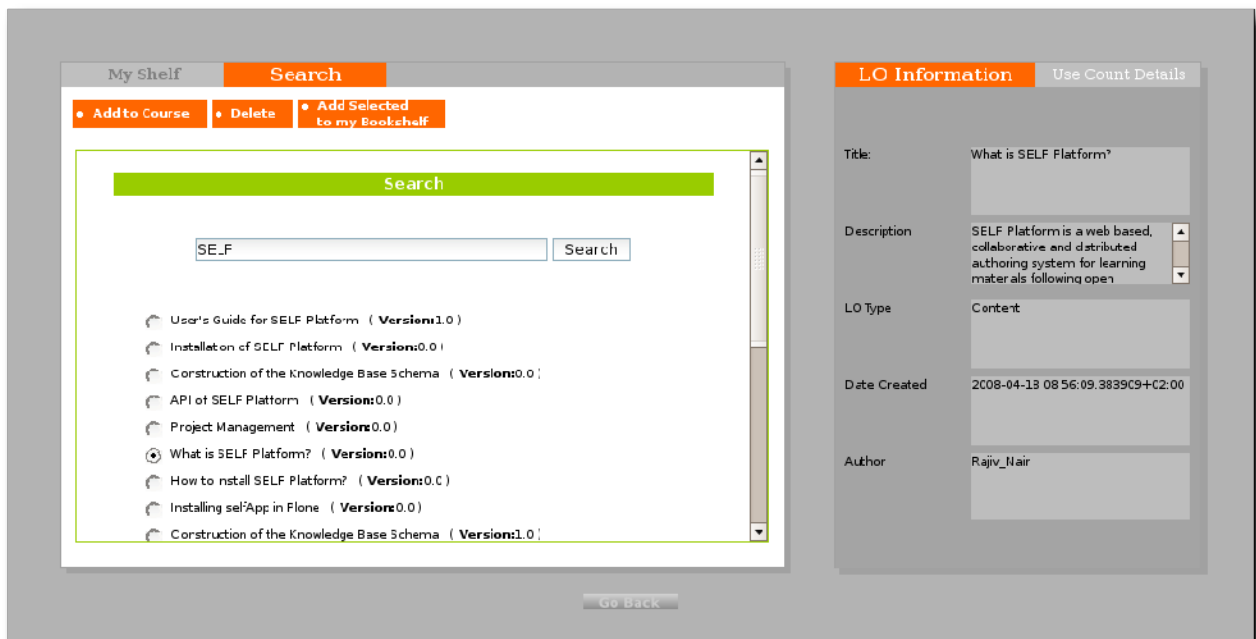 My Shelf
Search
Add to Course
Delete
Add Selected
to my Bookshelf
Search
SELF
Search
User's Guide for SELF Platform ( Version:1.0 )
Installation of SELF Platform ( Version:0.0 )
Construction of the Knowledge Base Schema ( Version:0.0 )
API of SELF Platform ( Version:0.0 )
Project Management ( Version:0.0 )
What is SELF Platform? ( Version:0.0 )
How to install SELF Platform? ( Version:0.0 )
Installing selfApp in Plone ( Version:0.0 )
Construction of the Knowledge Base Schema ( Version:1.0 )
LO Information
Use Count Details
Title:
What is SELF Platform?
Description
SELF Platform is a web based,
collaborative and distributed
authoring system for learning
materials following open
LO Type
Content
Date Created
2008-04-18 08:56:09.383909+02:00
Author
Rajiv_Nair
Go Back